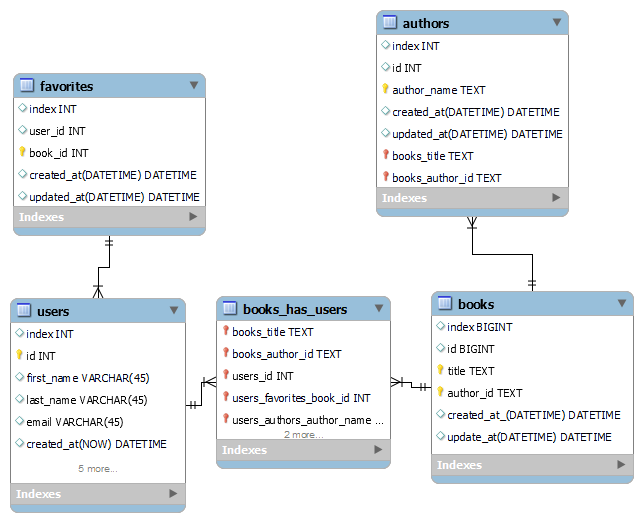 authors
index INT
id INT
author_name TEXT
created_at(DATETIME) DATETIME
updated_at(DATETIME) DATETIME
books_title TEXT
books_author_id TEXT
Indexes
favorites
index INT
user_id INT
book_id INT
created_at(DATETIME) DATETIME
updated_at(DATETIME) DATETIME
Indexes
users
index INT
id INT
first_name VARCHAR(45)
last_name VARCHAR(45)
email VARCHAR(45)
created_at(NOW) DATETIME
5 more...
Indexes
books_has_users
books_title TEXT
books_author_id TEXT
users_id INT
users_favorites_book_id INT
users_authors_author_name ...
2 more...
Indexes
books
index BIGINT
id BIGINT
title TEXT
author_id TEXT
created_at_(DATETIME) DATETIME
update_at(DATETIME) DATETIME
Indexes